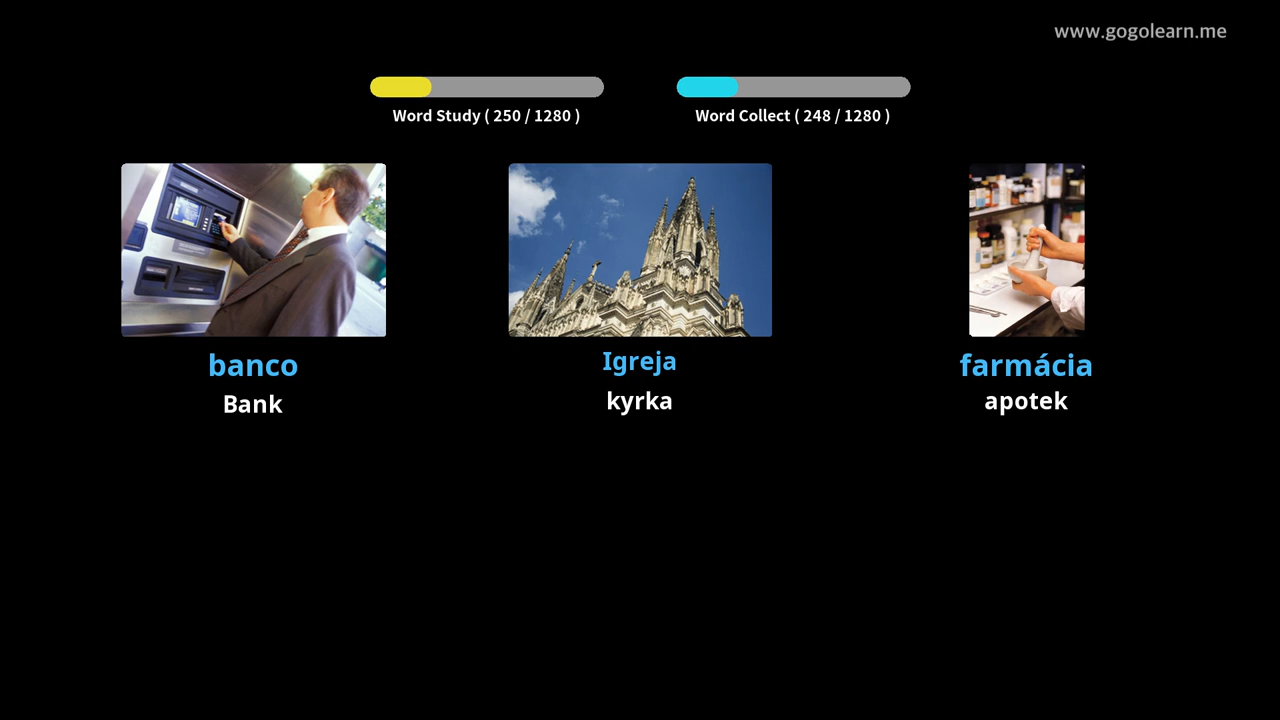 www.gogolearn.me
Word Study ( 250 / 1280 )
Word Collect ( 248 / 1280 )
banco
Bank
Igreja
kyrka
farmácia
apotek